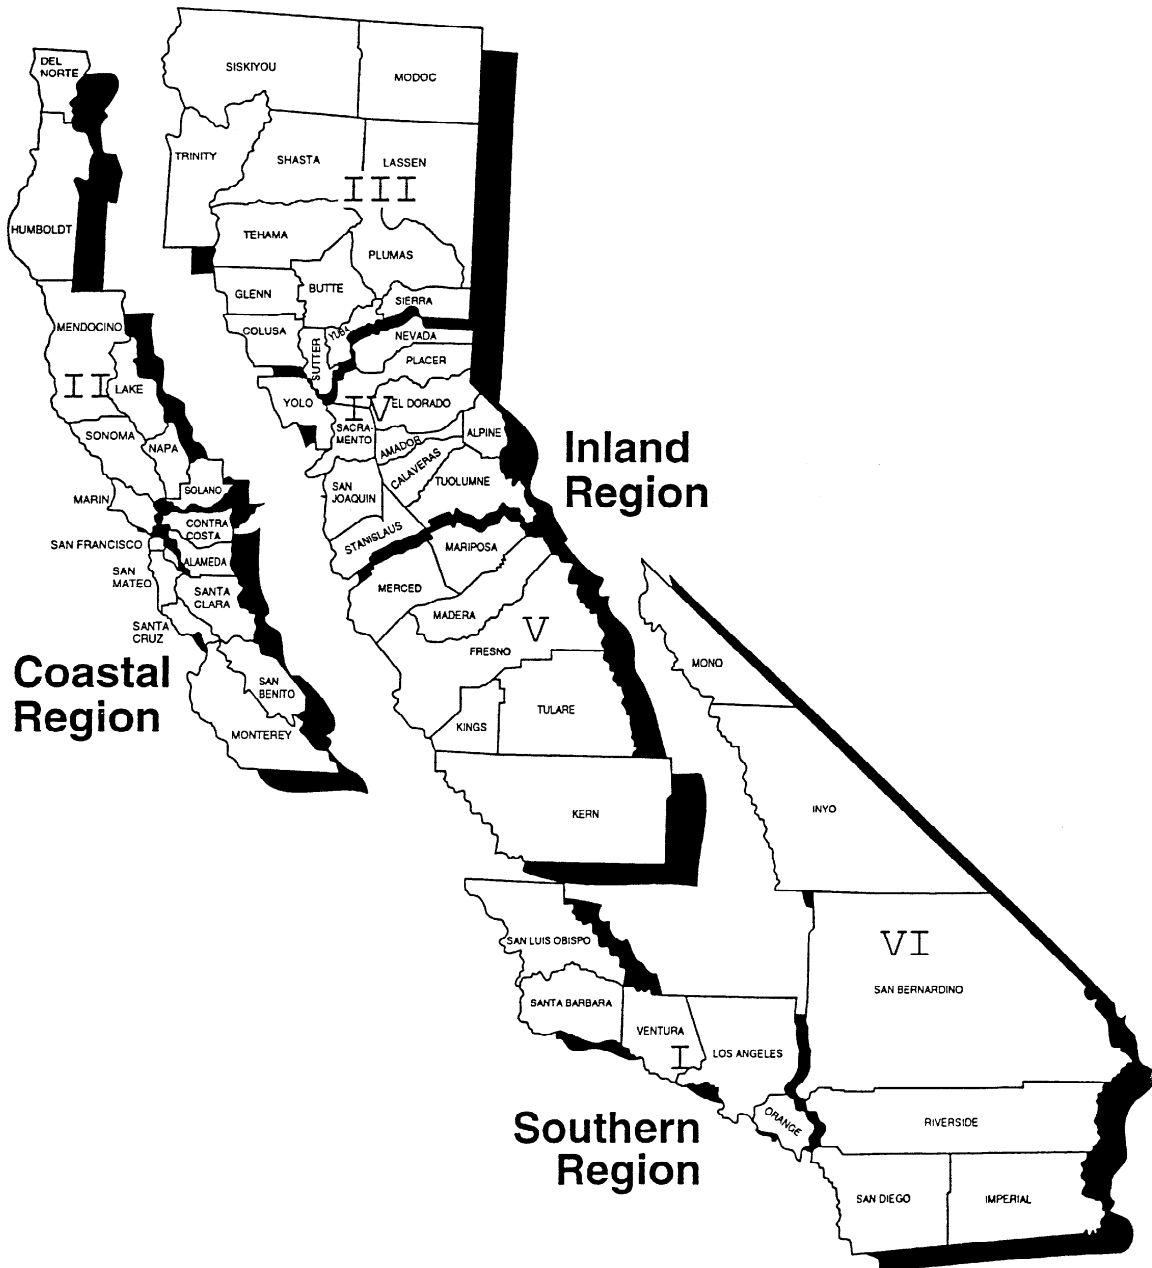 DEL
NORTE
HUMBOLDT
MENDOCINO
II
LAKE
SONOMA
NAPA
MARIN
SOLANO
CONTRA
COSTA
SAN FRANCISCO
ALAMEDA
SAN
MATEO
SANTA
CLARA
SANTA
CRUZ
SAN
BENITO
MONTEREY
Coastal
Region
SISKIYOU
MODOC
TRINITY
SHASTA
LASSEN
III
TEHAMA
PLUMAS
GLENN
BUTTE
SIERRA
COLUSA
SUTTER
YUBA
NEVADA
PLACER
YOLO
IV
EL DORADO
SACRA-
MENTO
AMADOR
ALPINE
CALAVERAS
SAN
JOAQUIN
TUOLUMNE
STANISLAUS
MARIPOSA
MERCED
MADERA
V
FRESNO
KINGS
TULARE
KERN
Inland
Region
MONO
INYO
VI
SAN BERNARDINO
SAN LUIS OBISPO
SANTA BARBARA
VENTURA
I
LOS ANGELES
ORANGE
RIVERSIDE
SAN DIEGO
IMPERIAL
Southern
Region